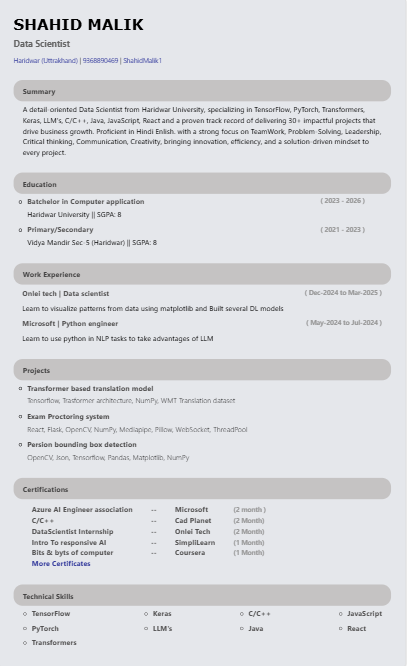 SHAHID MALIK
Data Scientist
Haridwar (Uttrakhand) | 9368890469 | ShahidMalik1
Summary
A detail-oriented Data Scientist from Haridwar University, specializing in TensorFlow, PyTorch, Transformers,
Keras, LLM's, C/C++, Java, JavaScript, React and a proven track record of delivering 30+ impactful projects that
drive business growth. Proficient in Hindi Enlish. with a strong focus on TeamWork, Problem-Solving, Leadership,
Critical thinking, Communication, Creativity, bringing innovation, efficiency, and a solution-driven mindset to
every project.
Education
Batchelor in Computer application ( 2023 - 2026 )
Haridwar University || SGPA: 8
Primary/Secondary ( 2021 - 2023 )
Vidya Mandir Sec-5 (Haridwar) || SGPA: 8
Work Experience
Onlei tech | Data scientist ( Dec-2024 to Mar-2025 )
Learn to visualize patterns from data using matplotlib and Built several DL models
Microsoft | Python engineer ( May-2024 to Jul-2024 )
Learn to use python in NLP tasks to take advantages of LLM
Projects
Transformer based translation model
Tensorflow, Trasformer architecture, NumPy, WMT Translation dataset
Exam Proctoring system
React, Flask, OpenCV, NumPy, Mediapipe, Pillow, WebSocket, ThreadPool
Persion bounding box detection
OpenCV, Json, Tensorflow, Pandas, Matplotlib, NumPy
Certifications
Azure AI Engineer association -- Microsoft (2 month )
C/C++ -- Cad Planet (2 Month)
DataScientist Internship -- Onlei Tech (2 Month)
Intro To responsive AI -- SimpliLearn (1 Month)
Bits & byts of computer -- Coursera (1 Month)
More Certificates
Technical Skills
TensorFlow Keras C/C++ JavaScript
PyTorch LLM's Java React
Transformers